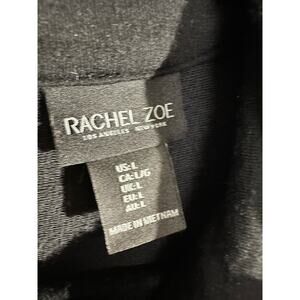 RACHEL ZOE
LOS ANGELES NEW YORK
US:L
CA:L/G
UK:L
EU:L
AU:L
MADE IN VIETNAM